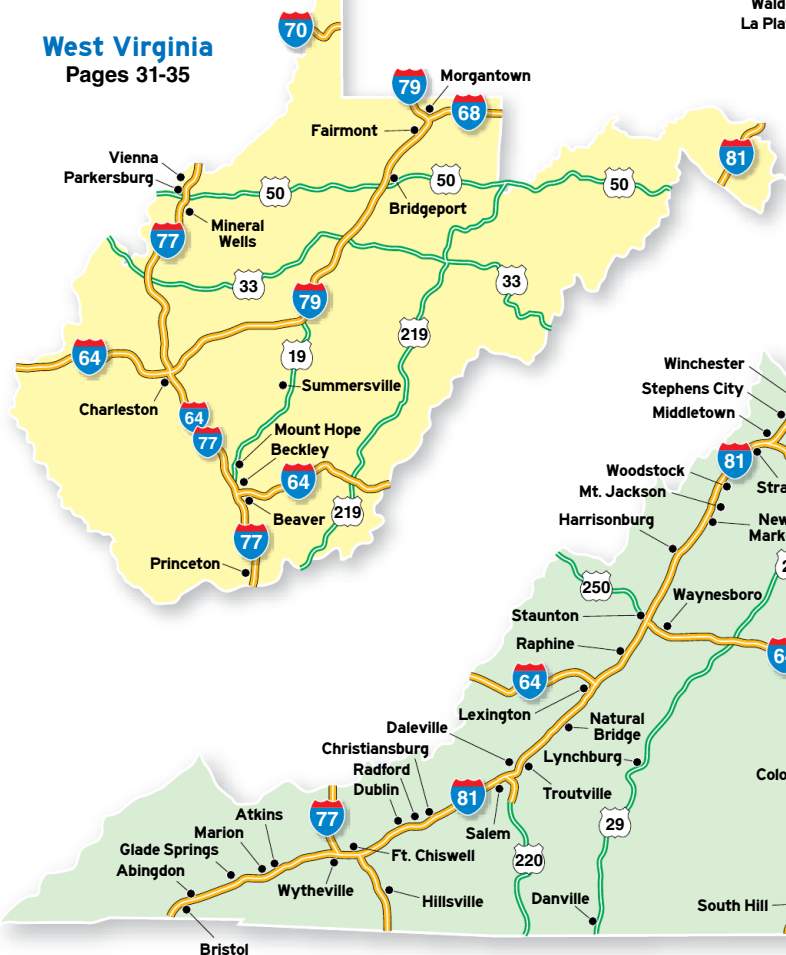 West Virginia
Pages 31-35
70
79
Morgantown
68
Fairmont
81
Vienna
Parkersburg
50
50
50
Bridgeport
Mineral
Wells
77
33
33
79
219
19
64
Summersville
Charleston
64
77
Mount Hope
Beckley
64
219
Beaver
77
Princeton
Winchester
Stephens City
Middletown
81
Woodstock
Mt. Jackson
Harrisonburg
250
Waynesboro
Staunton
Raphine
64
Lexington
Natural
Bridge
Daleville
Christiansburg
Radford
Dublin
Lynchburg
Troutville
81
77
Salem
Atkins
Marion
Glade Springs
Abingdon
Ft. Chiswell
Wytheville
Hillsville
220
29
Danville
South Hill
Bristol